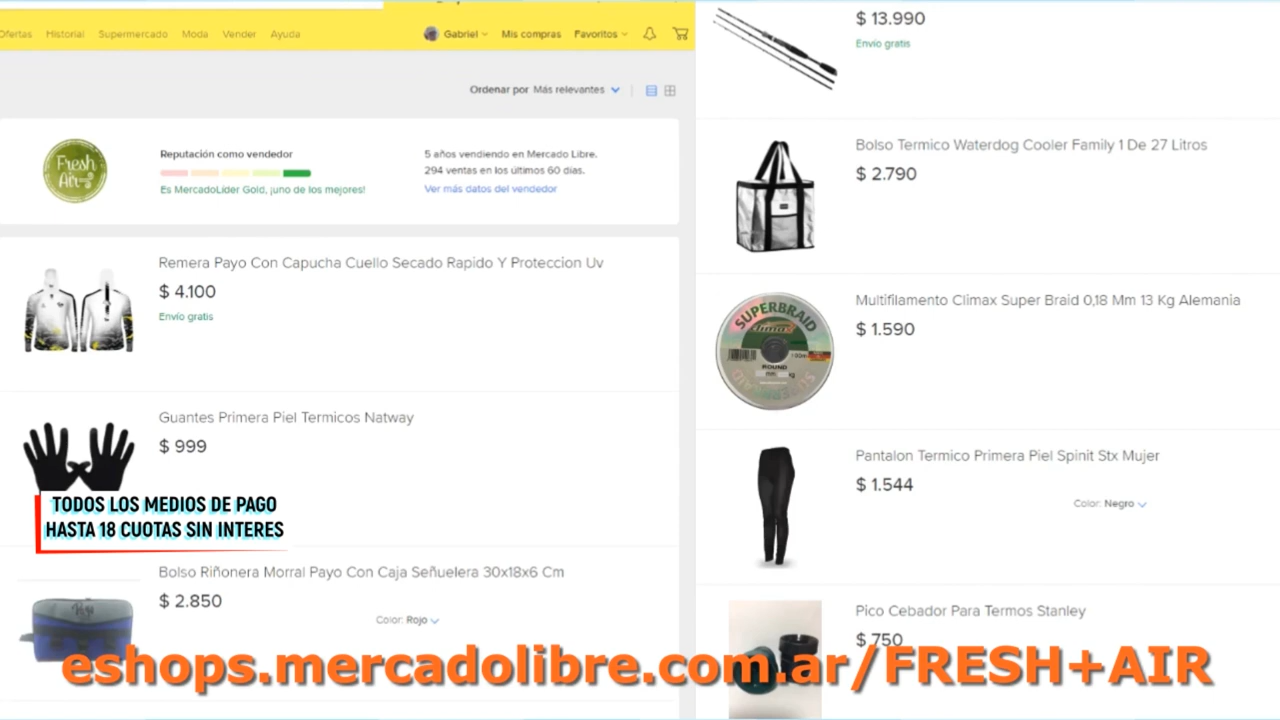 Ofertas Historial Supermercado Moda Vender Ayuda
Gabriel Mis compras Favoritos
Ordenar por Más relevantes
Fresh
Air
Reputación como vendedor
Es MercadoLíder Gold, ¡uno de los mejores!
5 años vendiendo en Mercado Libre.
294 ventas en los últimos 60 días.
Ver más datos del vendedor
Remera Payo Con Capucha Cuello Secado Rapido Y Proteccion Uv
$ 4.100
Envío gratis
Guantes Primera Piel Termicos Natway
$ 999
TODOS LOS MEDIOS DE PAGO
HASTA 18 CUOTAS SIN INTERES
Bolso Riñonera Morral Payo Con Caja Señuelera 30x18x6 Cm
$ 2.850
Color: Rojo
Payo
$ 13.990
Envío gratis
Bolso Termico Waterdog Cooler Family 1 De 27 Litros
$ 2.790
Multifilamento Climax Super Braid 0,18 Mm 13 Kg Alemania
$ 1.590
SUPERBRAID
climax
ROUND
Pantalon Termico Primera Piel Spinit Stx Mujer
$ 1.544
Color: Negro
Pico Cebador Para Termos Stanley
$ 750
eshops.mercadolibre.com.ar/FRESH+AIR